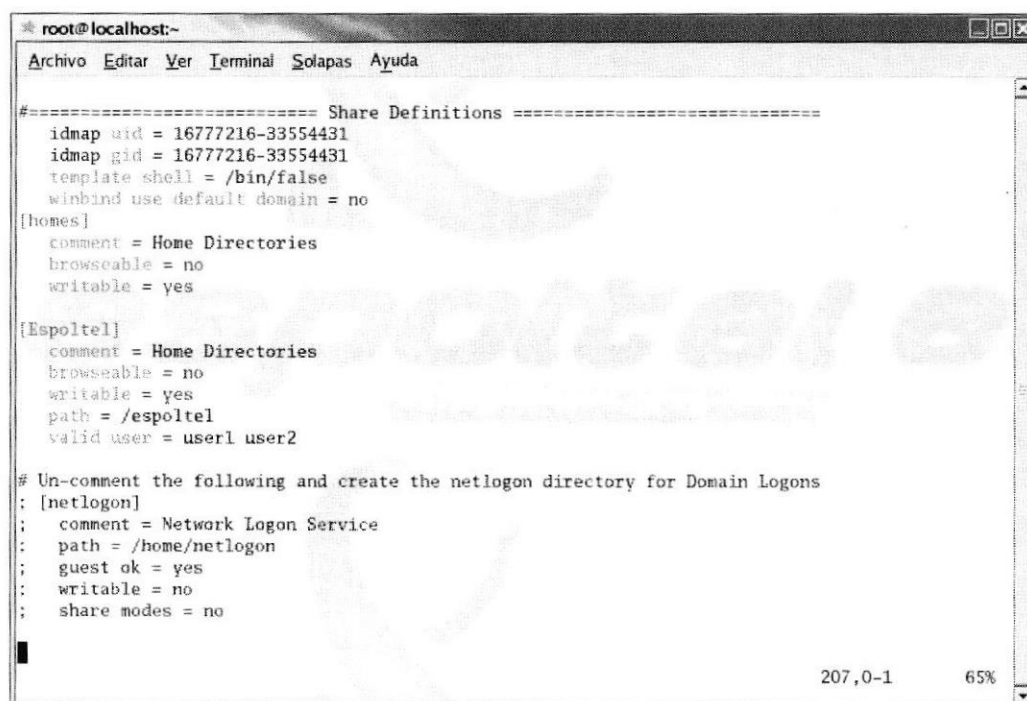 root@localhost:~
Archivo Editar Ver Terminal Solapas Ayuda
#============================ Share Definitions ==============================
idmap uid = 16777216-33554431
idmap gid = 16777216-33554431
template shell = /bin/false
winbind use default domain = no
[homes]
comment = Home Directories
browseable = no
writable = yes
[Espoltel]
comment = Home Directories
browseable = no
writable = yes
path = /espoltel
valid user = user1 user2
# Un-comment the following and create the netlogon directory for Domain Logons
; [netlogon]
;   comment = Network Logon Service
;   path = /home/netlogon
;   guest ok = yes
;   writable = no
;   share modes = no
207,0-1 65%